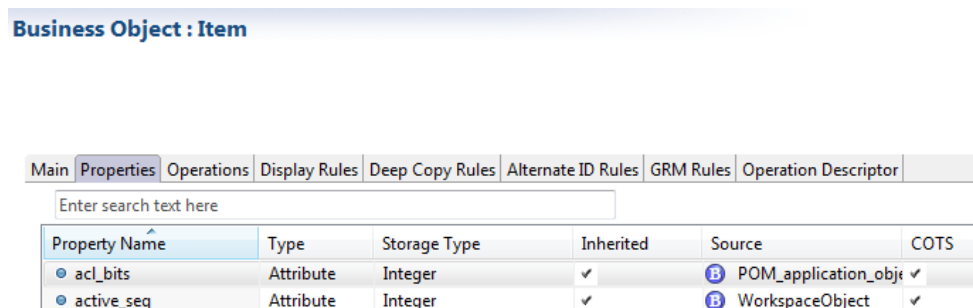 Business Object : Item
Main Properties Operations Display Rules Deep Copy Rules Alternate ID Rules GRM Rules Operation Descriptor
Enter search text here
Property Name Type Storage Type Inherited Source COTS
acl_bits Attribute Integer ✔ B POM_application_obje ✔
active_seq Attribute Integer ✔ B WorkspaceObject ✔